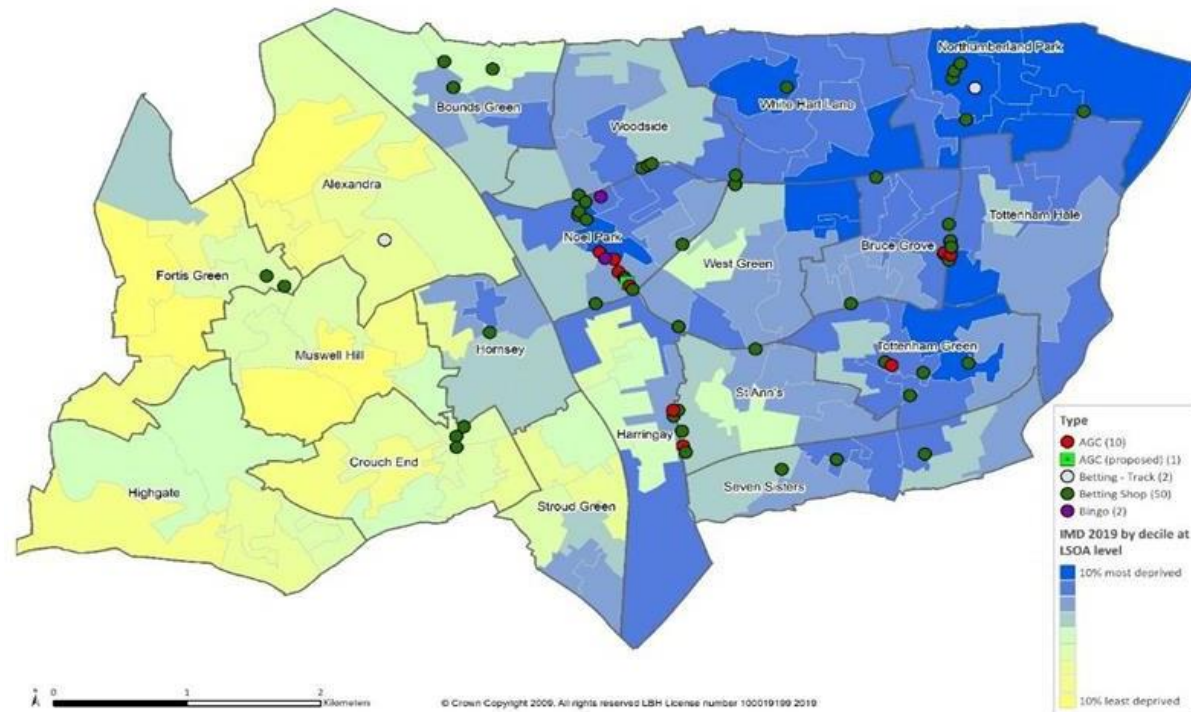 Northumberland Park
Bounds Green
White Hart Lane
Woodside
Alexandra
Tottenham Hale
Noel Park
Bruce Grove
West Green
Fortis Green
Muswell Hill
Hornsey
Tottenham Green
St Ann's
Harringay
Crouch End
Highgate
Seven Sisters
Stroud Green
Type
AGC (10)
AGC (proposed) (1)
Betting - Track (2)
Betting Shop (50)
Bingo (2)
IMD 2019 by decile at
LSOA level
10% most deprived
10% least deprived
0 1 2
Kilometers
© Crown Copyright 2009. All rights reserved LBH License number 100019199 2019